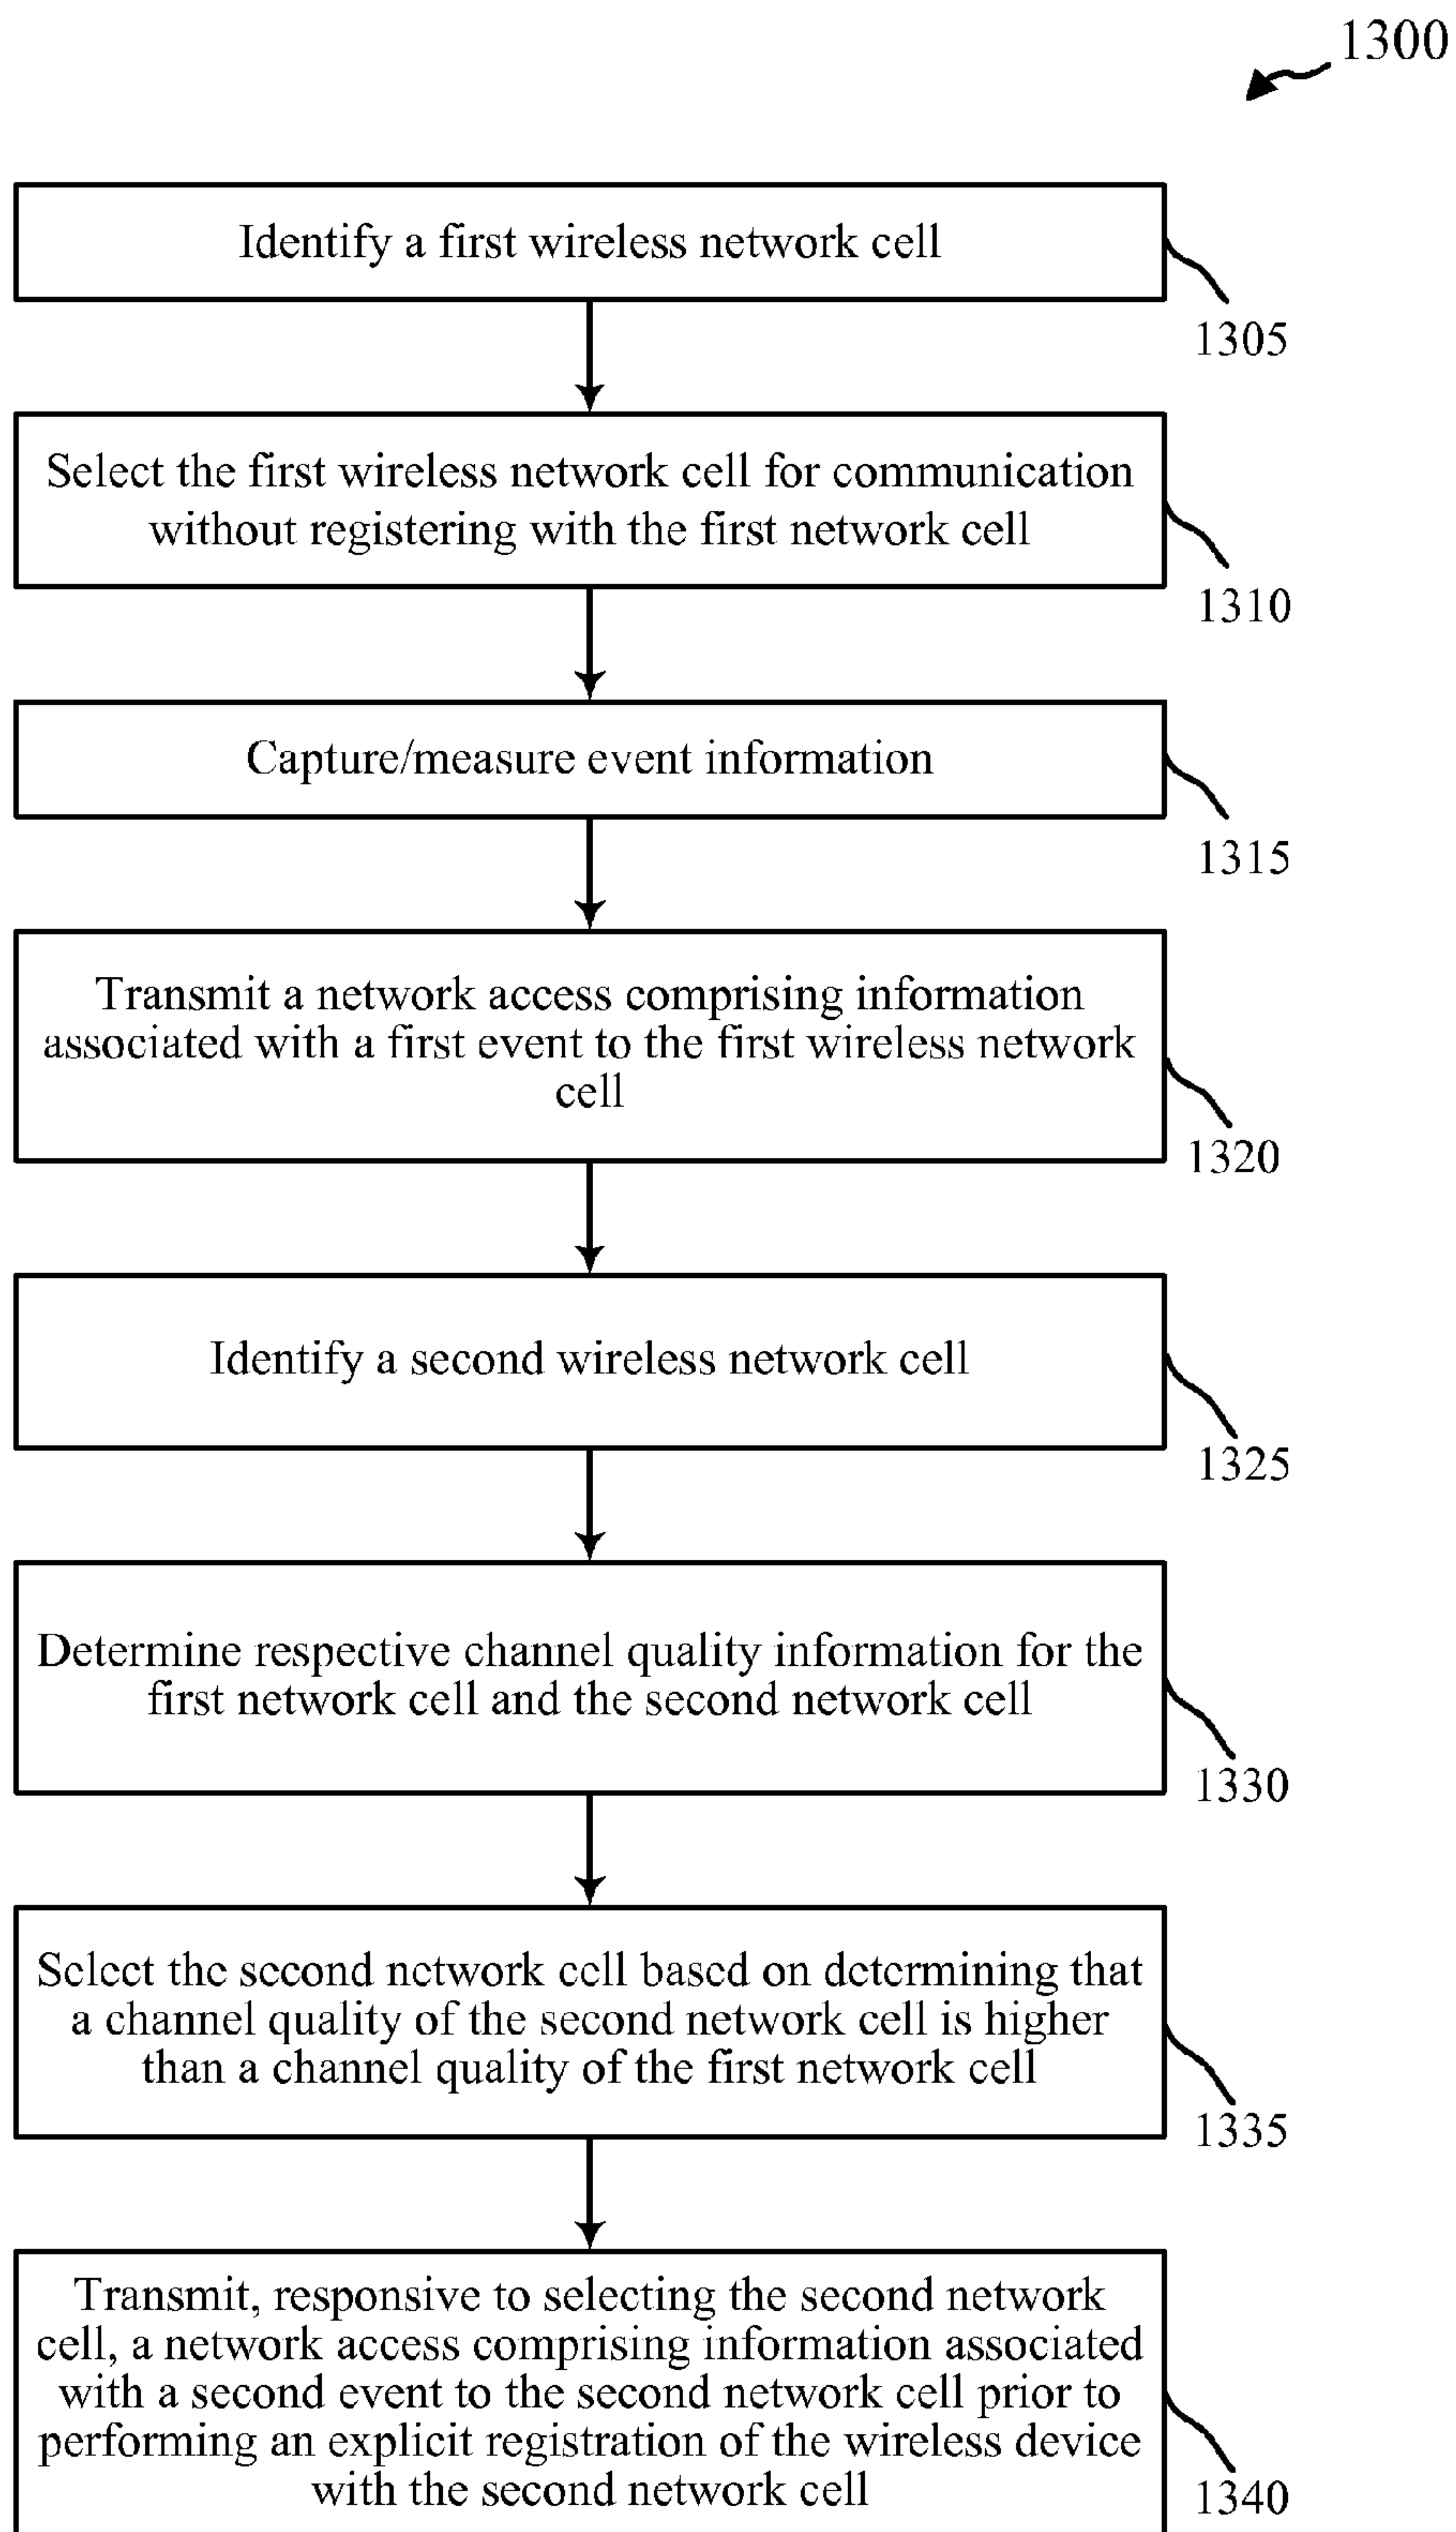 1300
Identify a first wireless network cell
1305
Select the first wireless network cell for communication
without registering with the first network cell
1310
Capture/measure event information
1315
Transmit a network access comprising information
associated with a first event to the first wireless network
cell
1320
Identify a second wireless network cell
1325
Determine respective channel quality information for the
first network cell and the second network cell
1330
Select the second network cell based on determining that
a channel quality of the second network cell is higher
than a channel quality of the first network cell
1335
Transmit, responsive to selecting the second network
cell, a network access comprising information associated
with a second event to the second network cell prior to
performing an explicit registration of the wireless device
with the second network cell
1340